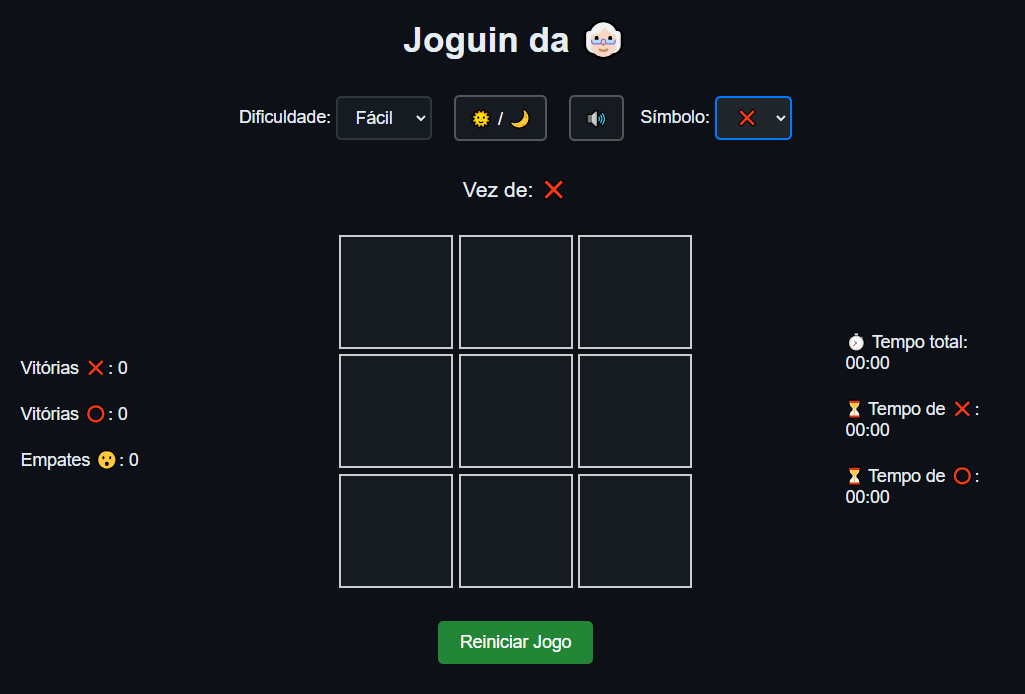 Joguin da 👵🏻
Dificuldade: Fácil 🌞 / 🌙 🔊 Símbolo: ❌
Vez de: ❌
Vitórias ❌: 0
Vitórias ⭕: 0
Empates 😮: 0
⏱️ Tempo total:
00:00
⏳ Tempo de ❌:
00:00
⏳ Tempo de ⭕:
00:00
Reiniciar Jogo